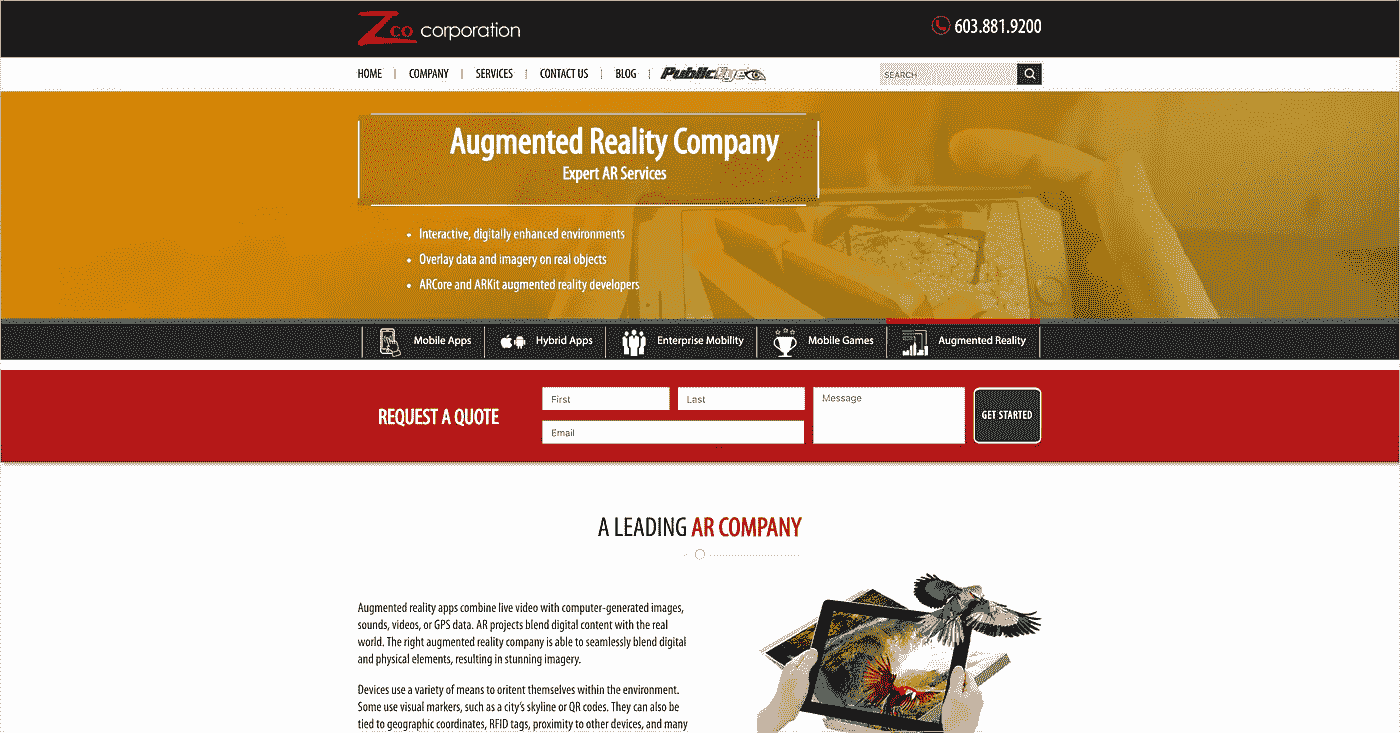 Zco corporation
603.881.9200
HOME
COMPANY
SERVICES
CONTACT US
BLOG
PublicEye
SEARCH
Augmented Reality Company
Expert AR Services
• Interactive, digitally enhanced environments
• Overlay data and imagery on real objects
• ARCore and ARKit augmented reality developers
Mobile Apps
Hybrid Apps
Enterprise Mobility
Mobile Games
Augmented Reality
REQUEST A QUOTE
First
Last
Message
Email
GET STARTED
A LEADING AR COMPANY
Augmented reality apps combine live video with computer-generated images,
sounds, videos, or GPS data. AR projects blend digital content with the real
world. The right augmented reality company is able to seamlessly blend digital
and physical elements, resulting in stunning imagery.
Devices use a variety of means to oritent themselves within the environment.
Some use visual markers, such as a city's skyline or QR codes. They can also be
tied to geographic coordinates, RFID tags, proximity to other devices, and many